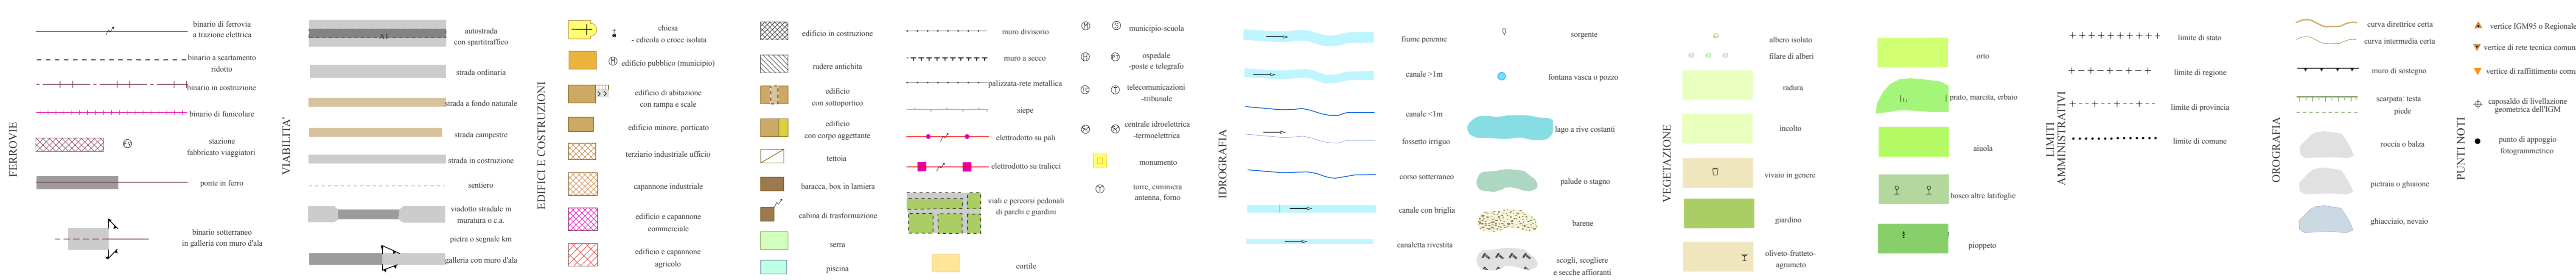 FERROVIE
binario di ferrovia
a trazione elettrica
binario a scartamento
ridotto
binario in costruzione
binario di funicolare
stazione
fabbricato viaggiatori
FV
ponte in ferro
binario sotterraneo
in galleria con muro d'ala
VIABILITA'
A1
autostrada
con spartitraffico
strada ordinaria
strada a fondo naturale
strada campestre
strada in costruzione
sentiero
viadotto stradale in
muratura o c.a.
pietra o segnale km
galleria con muro d'ala
EDIFICI E COSTRUZIONI
chiesa
- edicola o croce isolata
M
edificio pubblico (municipio)
edificio di abitazione
con rampa e scale
edificio minore, porticato
terziario industriale ufficio
capannone industriale
edificio e capannone
commerciale
edificio e capannone
agricolo
edificio in costruzione
rudere antichita
edificio
con sottoportico
edificio
con corpo aggettante
tettoia
baracca, box in lamiera
cabina di trasformazione
serra
piscina
muro divisorio
muro a secco
palizzata-rete metallica
siepe
elettrodotto su pali
elettrodotto su tralicci
viali e percorsi pedonali
di parchi e giardini
cortile
M
S
municipio-scuola
H
PT
ospedale
-poste e telegrafo
TC
T
telecomunicazioni
-tribunale
centrale idroelettrica
-termoelettrica
monumento
T
torre, ciminiera
antenna, forno
IDROGRAFIA
fiume perenne
canale >1m
canale <1m
fossetto irriguo
corso sotterraneo
canale con briglia
canaletta rivestita
sorgente
fontana vasca o pozzo
lago a rive costanti
palude o stagno
barene
scogli, scogliere
e secche affioranti
VEGETAZIONE
albero isolato
filare di alberi
radura
incolto
vivaio in genere
giardino
oliveto-frutteto-
agrumeto
orto
prato, marcita, erbaio
aiuola
bosco altre latifoglie
pioppeto
LIMITI
AMMINISTRATIVI
limite di stato
limite di regione
limite di provincia
limite di comune
OROGRAFIA
curva direttrice certa
curva intermedia certa
muro di sostegno
scarpata: testa
piede
roccia o balza
pietraia o ghiaione
ghiacciaio, nevaio
PUNTI NOTI
vertice IGM95 o Regionale
vertice di rete tecnica comun
vertice di raffittimento comu
caposaldo di livellazione
geometrica dell'IGM
punto di appoggio
fotogrammetrico